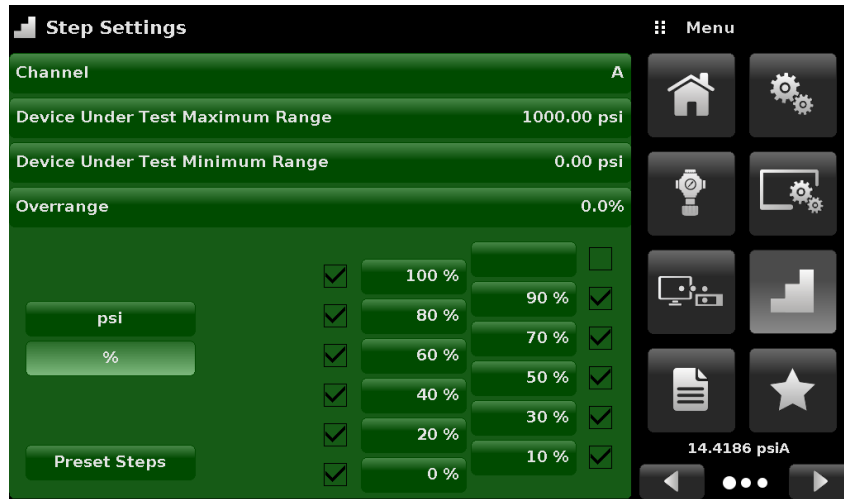 Step Settings
Menu
Channel A
Device Under Test Maximum Range 1000.00 psi
Device Under Test Minimum Range 0.00 psi
Overrange 0.0%
100 %
90 %
psi
80 %
70 %
%
60 %
50 %
40 %
30 %
20 %
10 %
Preset Steps
0 %
14.4186 psiA